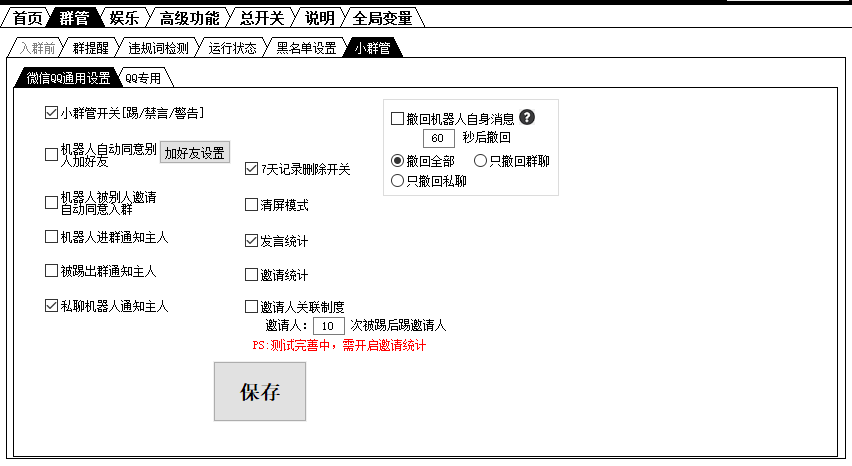 首页 群管 娱乐 高级功能 总开关 说明 全局变量
入群前 群提醒 违规词检测 运行状态 黑名单设置 小群管
微信QQ通用设置 QQ专用
小群管开关[踢/禁言/警告]
机器人自动同意别
人加好友
加好友设置
机器人被别人邀请
自动同意入群
机器人进群通知主人
被踢出群通知主人
私聊机器人通知主人
7天记录删除开关
清屏模式
发言统计
邀请统计
邀请人关联制度
邀请人: 10 次被踢后踢邀请人
PS:测试完善中，需开启邀请统计
撤回机器人自身消息 ?
60 秒后撤回
撤回全部 只撤回群聊
只撤回私聊
保存